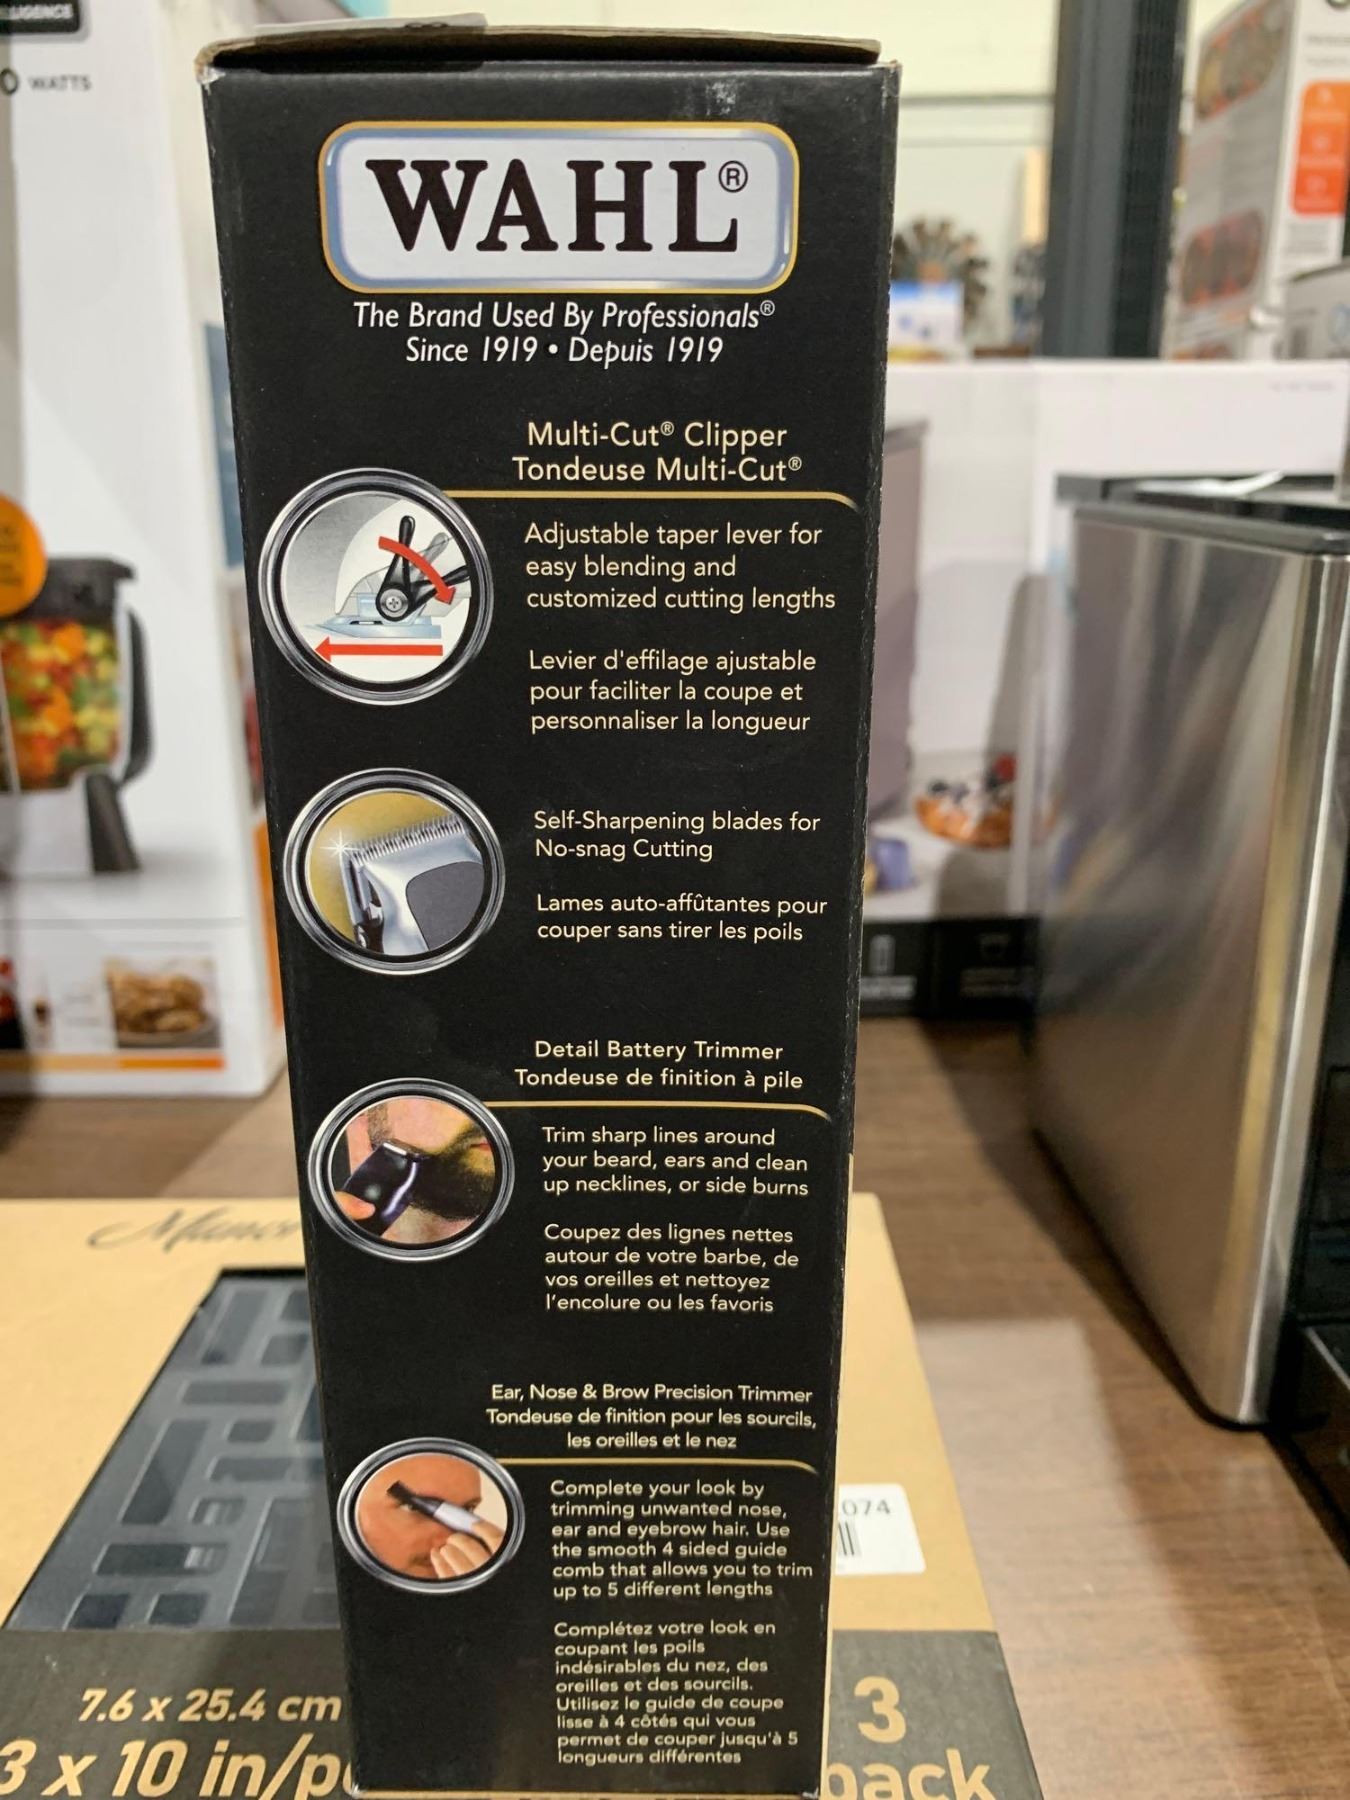 WATTS
WAHL®
The Brand Used By Professionals®
Since 1919 • Depuis 1919
Multi-Cut® Clipper
Tondeuse Multi-Cut®
Adjustable taper lever for
easy blending and
customized cutting lengths
Levier d'effilage ajustable
pour faciliter la coupe et
personnaliser la longueur
Self-Sharpening blades for
No-snag Cutting
Lames auto-affûtantes pour
couper sans tirer les poils
Detail Battery Trimmer
Tondeuse de finition à pile
Trim sharp lines around
your beard, ears and clean
up necklines, or side burns
Coupez des lignes nettes
autour de votre barbe, de
vos oreilles et nettoyez
l'encolure ou les favoris
Ear, Nose & Brow Precision Trimmer
Tondeuse de finition pour les sourcils,
les oreilles et le nez
Complete your look by
trimming unwanted nose,
ear and eyebrow hair. Use
the smooth 4 sided guide
comb that allows you to trim
up to 5 different lengths
Complétez votre look en
coupant les poils
indésirables du nez, des
oreilles et des sourcils.
Utilisez le guide de coupe
lisse à 4 côtés qui vous
permet de couper jusqu'à 5
longueurs différentes
074
7.6 x 25.4 cm
3 x 10 in/p
3
pack